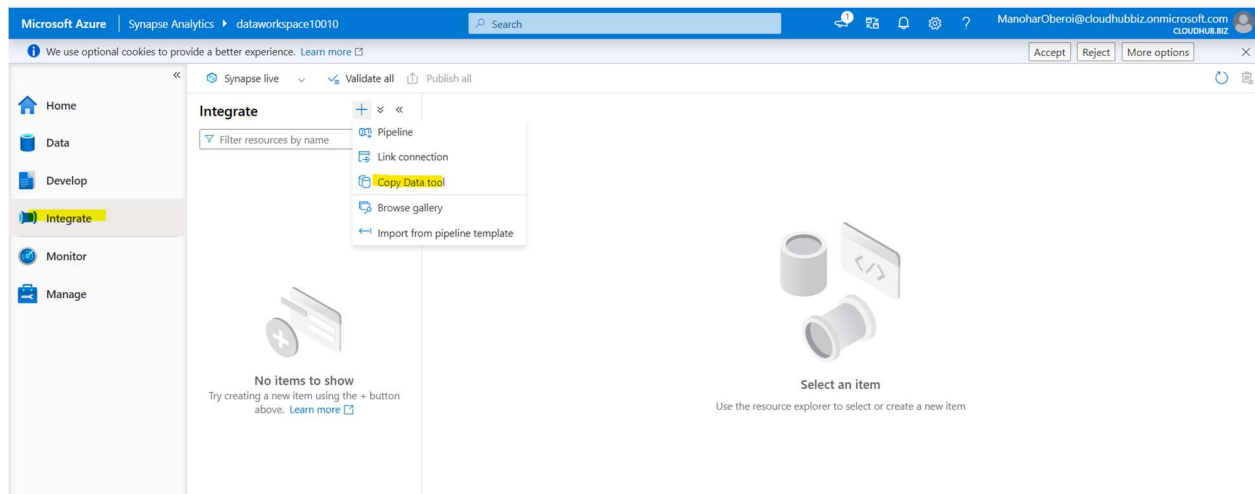 Microsoft Azure | Synapse Analytics ▸ dataworkspace10010
Search
1
ManoharOberoi@cloudhubbiz.onmicrosoft.com
CLOUDHUB.BIZ
We use optional cookies to provide a better experience. Learn more
Accept
Reject
More options
Synapse live
Validate all
Publish all
Home
Data
Develop
Integrate
Monitor
Manage
Integrate
Filter resources by name
Pipeline
Link connection
Copy Data tool
Browse gallery
Import from pipeline template
No items to show
Try creating a new item using the + button
above. Learn more
Select an item
Use the resource explorer to select or create a new item